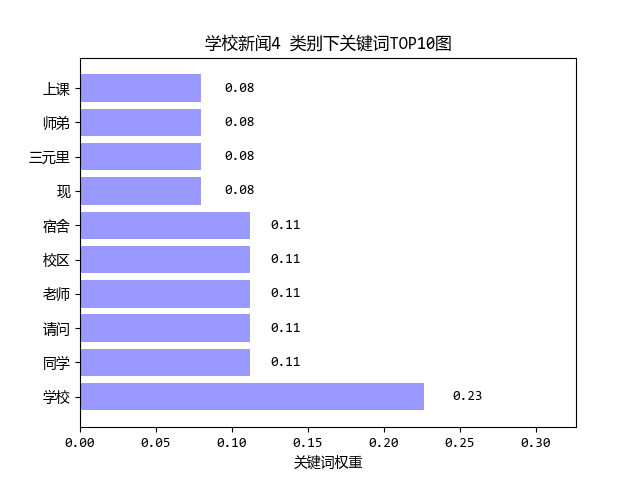 学校新闻4 类别下关键词TOP10图
上课 0.08
师弟 0.08
三元里 0.08
现 0.08
宿舍 0.11
校区 0.11
老师 0.11
请问 0.11
同学 0.11
学校 0.23
0.00 0.05 0.10 0.15 0.20 0.25 0.30
关键词权重